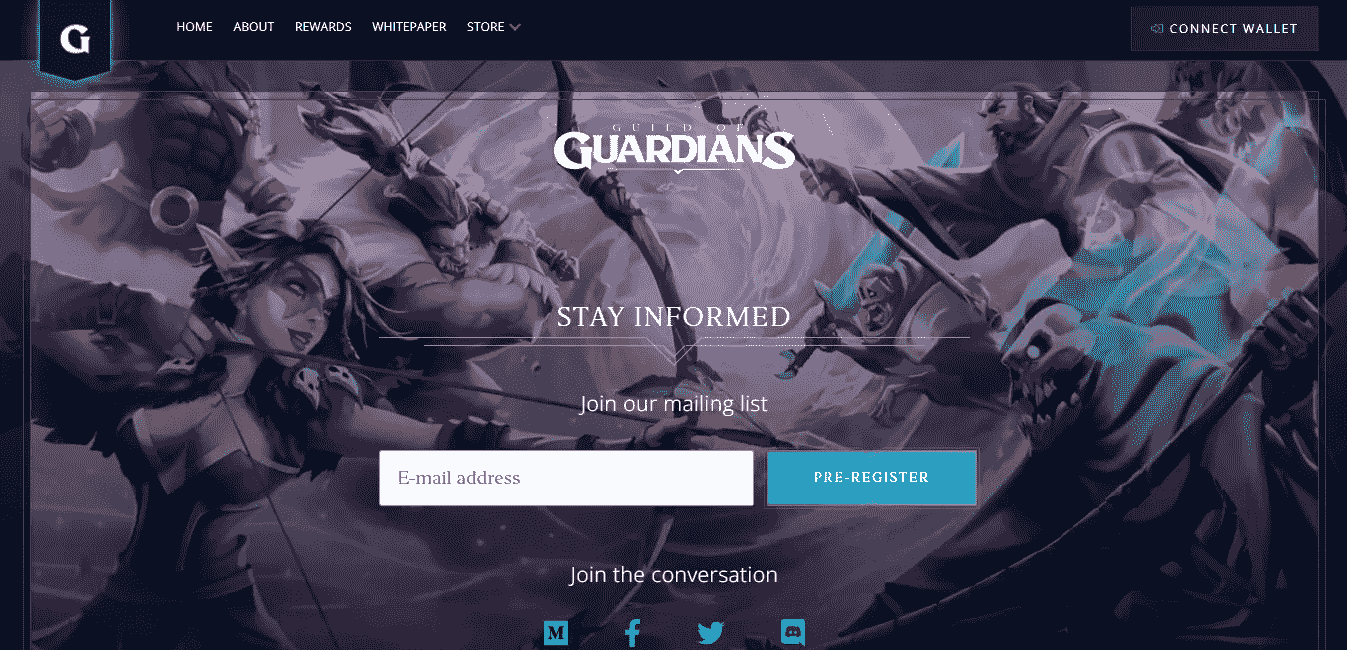 G
HOME ABOUT REWARDS WHITEPAPER STORE
CONNECT WALLET
GUILD OF
GUARDIANS
STAY INFORMED
Join our mailing list
E-mail address
PRE-REGISTER
Join the conversation
M